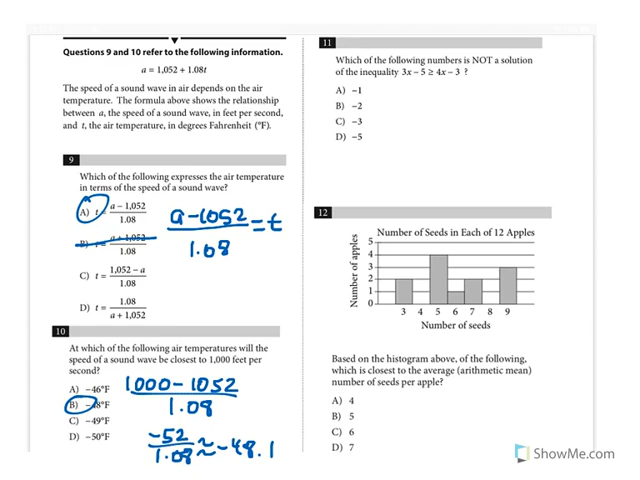 Questions 9 and 10 refer to the following information.
a = 1,052 + 1.08t
The speed of a sound wave in air depends on the air
temperature. The formula above shows the relationship
between a, the speed of a sound wave, in feet per second,
and t, the air temperature, in degrees Fahrenheit (°F).
9
Which of the following expresses the air temperature
in terms of the speed of a sound wave?
A) t = a − 1,052
1.08
B) t = a + 1,052
1.08
C) t = 1,052 − a
1.08
D) t = 1.08
a + 1,052
a - 1052 = t
1.08
10
At which of the following air temperatures will the
speed of a sound wave be closest to 1,000 feet per
second?
A) −46°F
B) −48°F
C) −49°F
D) −50°F
1000 - 1052
1.08
-52 ≈ -48.1
1.08
11
Which of the following numbers is NOT a solution
of the inequality 3x − 5 ≥ 4x − 3 ?
A) −1
B) −2
C) −3
D) −5
12
Number of Seeds in Each of 12 Apples
Number of apples
5
4
3
2
1
0
3 4 5 6 7 8 9
Number of seeds
Based on the histogram above, of the following,
which is closest to the average (arithmetic mean)
number of seeds per apple?
A) 4
B) 5
C) 6
D) 7
ShowMe.com